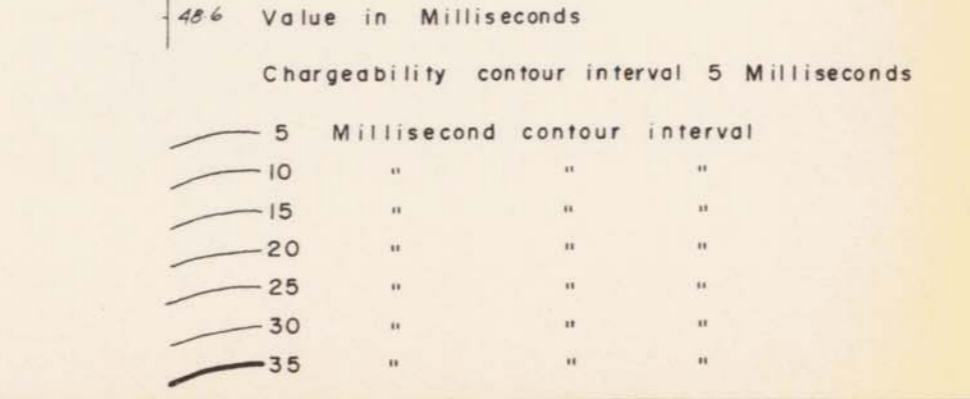 48.6 Value in Milliseconds
Chargeability contour interval 5 Milliseconds
5 Millisecond contour interval
10 " " "
15 " " "
20 " " "
25 " " "
30 " " "
35 " " "